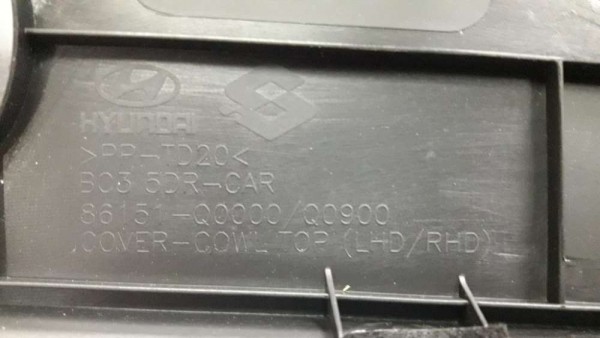 HYUNDAI
>PP-TD20<
BC3 5DR-CAR
86151-Q0000/Q0900
COVER-COWL TOP (LHD/RHD)